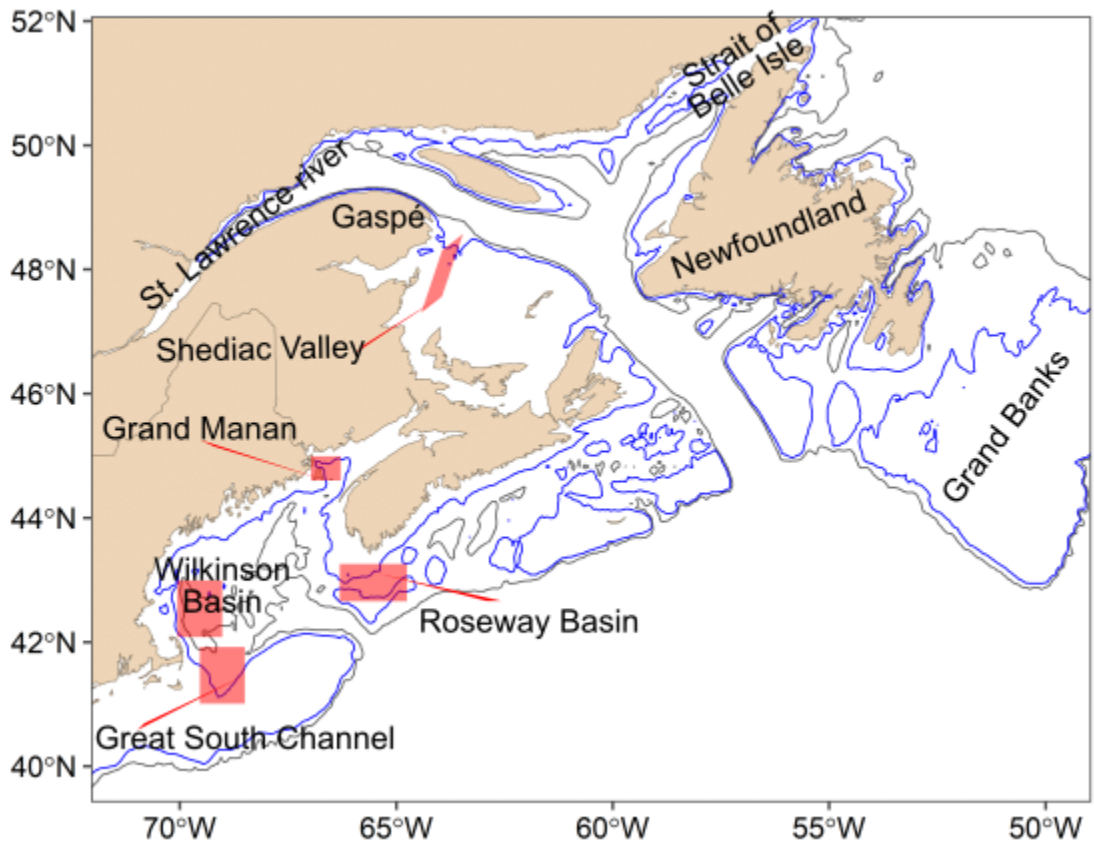 52°N
Strait of
Belle Isle
50°N
St. Lawrence river
Gaspé
Newfoundland
48°N
Shediac Valley
46°N
Grand Manan
Grand Banks
44°N
Wilkinson
Basin
Roseway Basin
42°N
Great South Channel
40°N
70°W
65°W
60°W
55°W
50°W